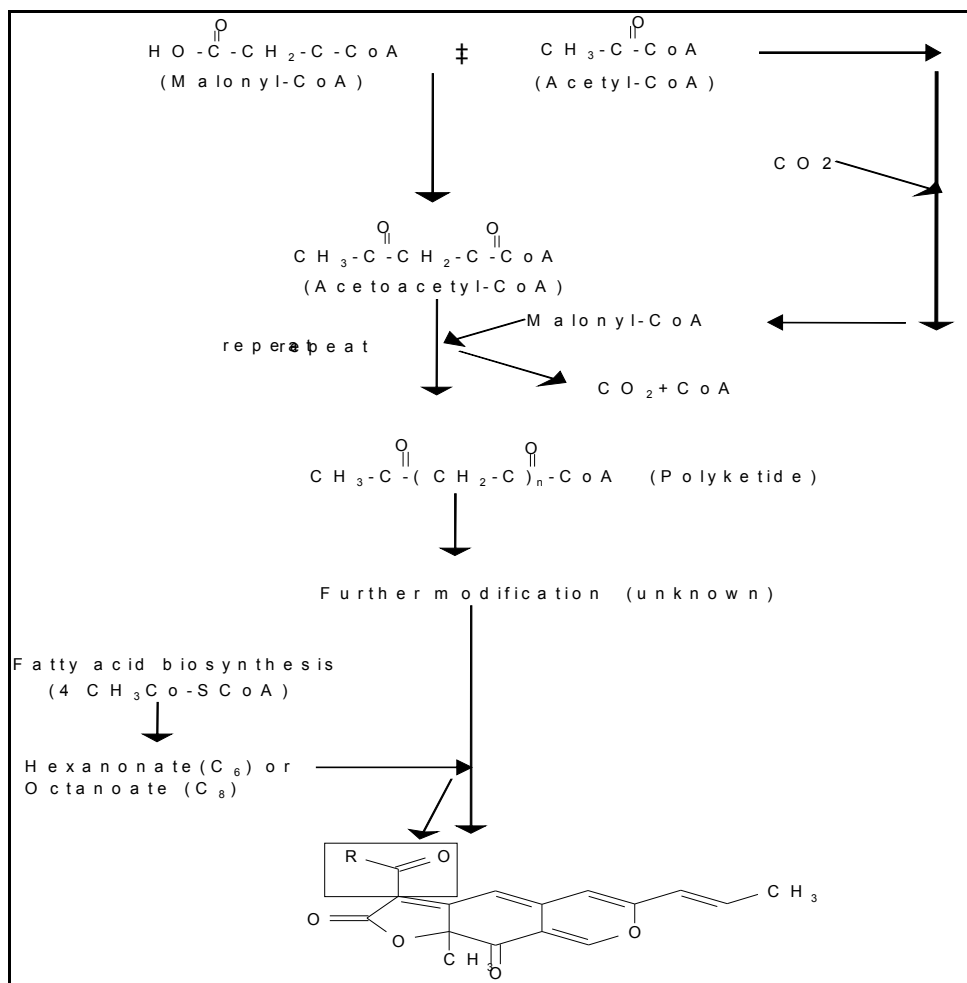 O O
HO-C-CH₂-C-CoA ‡ CH₃-C-CoA
(Malonyl-CoA) (Acetyl-CoA)
CO2
O O
CH₃-C-CH₂-C-CoA
(Acetoacetyl-CoA)
Malonyl-CoA
repeat repeat
CO₂+CoA
O O
CH₃-C-(CH₂-C)ₙ-CoA (Polyketide)
Further modification (unknown)
Fatty acid biosynthesis
(4 CH₃Co-SCoA)
Hexanonate(C₆) or
Octanoate (C₈)
R O
CH₃
O O O
CH₃
O